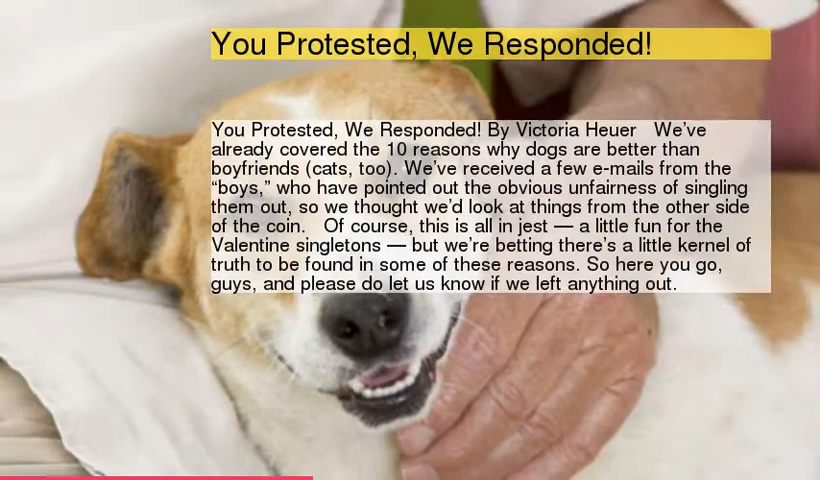 You Protested, We Responded!
You Protested, We Responded! By Victoria Heuer   We’ve
already covered the 10 reasons why dogs are better than
boyfriends (cats, too). We’ve received a few e-mails from the
“boys,” who have pointed out the obvious unfairness of singling
them out, so we thought we’d look at things from the other side
of the coin.   Of course, this is all in jest — a little fun for the
Valentine singletons — but we’re betting there’s a little kernel of
truth to be found in some of these reasons. So here you go,
guys, and please do let us know if we left anything out.